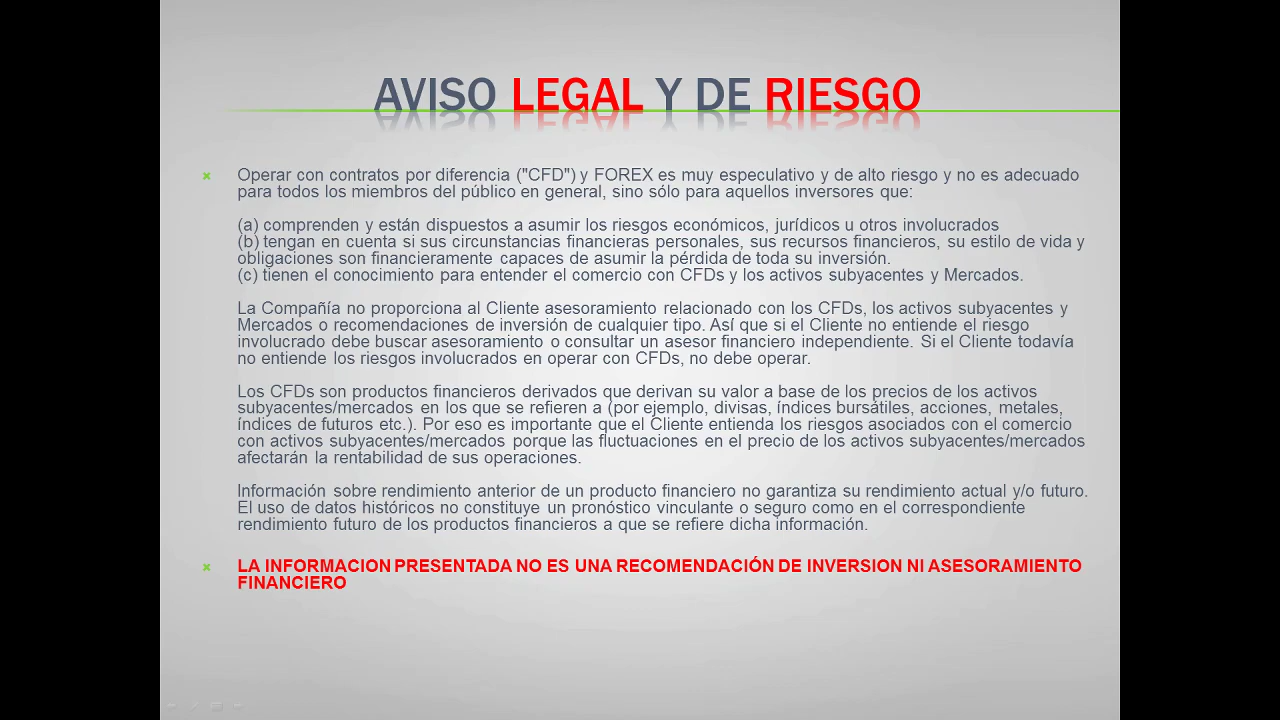 AVISO LEGAL Y DE RIESGO
Operar con contratos por diferencia ("CFD") y FOREX es muy especulativo y de alto riesgo y no es adecuado
para todos los miembros del público en general, sino sólo para aquellos inversores que:
(a) comprenden y están dispuestos a asumir los riesgos económicos, jurídicos u otros involucrados
(b) tengan en cuenta si sus circunstancias financieras personales, sus recursos financieros, su estilo de vida y
obligaciones son financieramente capaces de asumir la pérdida de toda su inversión.
(c) tienen el conocimiento para entender el comercio con CFDs y los activos subyacentes y Mercados.
La Compañía no proporciona al Cliente asesoramiento relacionado con los CFDs, los activos subyacentes y
Mercados o recomendaciones de inversión de cualquier tipo. Así que si el Cliente no entiende el riesgo
involucrado debe buscar asesoramiento o consultar un asesor financiero independiente. Si el Cliente todavía
no entiende los riesgos involucrados en operar con CFDs, no debe operar.
Los CFDs son productos financieros derivados que derivan su valor a base de los precios de los activos
subyacentes/mercados en los que se refieren a (por ejemplo, divisas, índices bursátiles, acciones, metales,
índices de futuros etc.). Por eso es importante que el Cliente entienda los riesgos asociados con el comercio
con activos subyacentes/mercados porque las fluctuaciones en el precio de los activos subyacentes/mercados
afectarán la rentabilidad de sus operaciones.
Información sobre rendimiento anterior de un producto financiero no garantiza su rendimiento actual y/o futuro.
El uso de datos históricos no constituye un pronóstico vinculante o seguro como en el correspondiente
rendimiento futuro de los productos financieros a que se refiere dicha información.
LA INFORMACION PRESENTADA NO ES UNA RECOMENDACIÓN DE INVERSION NI ASESORAMIENTO
FINANCIERO